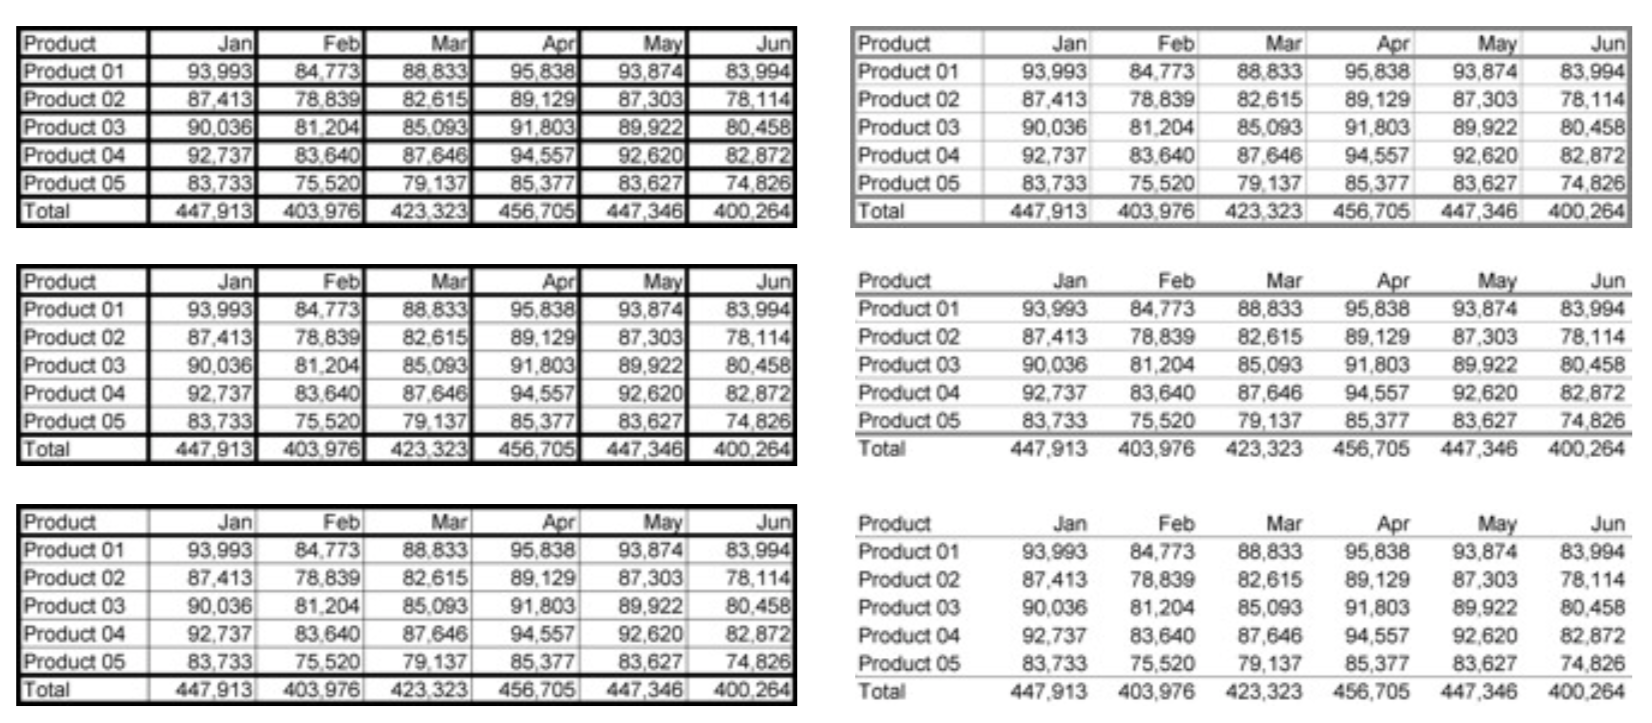 Product Jan Feb Mar Apr May Jun
Product 01 93,993 84,773 88,833 95,838 93,874 83,994
Product 02 87,413 78,839 82,615 89,129 87,303 78,114
Product 03 90,036 81,204 85,093 91,803 89,922 80,458
Product 04 92,737 83,640 87,646 94,557 92,620 82,872
Product 05 83,733 75,520 79,137 85,377 83,627 74,826
Total 447,913 403,976 423,323 456,705 447,346 400,264
Product Jan Feb Mar Apr May Jun
Product 01 93,993 84,773 88,833 95,838 93,874 83,994
Product 02 87,413 78,839 82,615 89,129 87,303 78,114
Product 03 90,036 81,204 85,093 91,803 89,922 80,458
Product 04 92,737 83,640 87,646 94,557 92,620 82,872
Product 05 83,733 75,520 79,137 85,377 83,627 74,826
Total 447,913 403,976 423,323 456,705 447,346 400,264
Product Jan Feb Mar Apr May Jun
Product 01 93,993 84,773 88,833 95,838 93,874 83,994
Product 02 87,413 78,839 82,615 89,129 87,303 78,114
Product 03 90,036 81,204 85,093 91,803 89,922 80,458
Product 04 92,737 83,640 87,646 94,557 92,620 82,872
Product 05 83,733 75,520 79,137 85,377 83,627 74,826
Total 447,913 403,976 423,323 456,705 447,346 400,264
Product Jan Feb Mar Apr May Jun
Product 01 93,993 84,773 88,833 95,838 93,874 83,994
Product 02 87,413 78,839 82,615 89,129 87,303 78,114
Product 03 90,036 81,204 85,093 91,803 89,922 80,458
Product 04 92,737 83,640 87,646 94,557 92,620 82,872
Product 05 83,733 75,520 79,137 85,377 83,627 74,826
Total 447,913 403,976 423,323 456,705 447,346 400,264
Product Jan Feb Mar Apr May Jun
Product 01 93,993 84,773 88,833 95,838 93,874 83,994
Product 02 87,413 78,839 82,615 89,129 87,303 78,114
Product 03 90,036 81,204 85,093 91,803 89,922 80,458
Product 04 92,737 83,640 87,646 94,557 92,620 82,872
Product 05 83,733 75,520 79,137 85,377 83,627 74,826
Total 447,913 403,976 423,323 456,705 447,346 400,264
Product Jan Feb Mar Apr May Jun
Product 01 93,993 84,773 88,833 95,838 93,874 83,994
Product 02 87,413 78,839 82,615 89,129 87,303 78,114
Product 03 90,036 81,204 85,093 91,803 89,922 80,458
Product 04 92,737 83,640 87,646 94,557 92,620 82,872
Product 05 83,733 75,520 79,137 85,377 83,627 74,826
Total 447,913 403,976 423,323 456,705 447,346 400,264